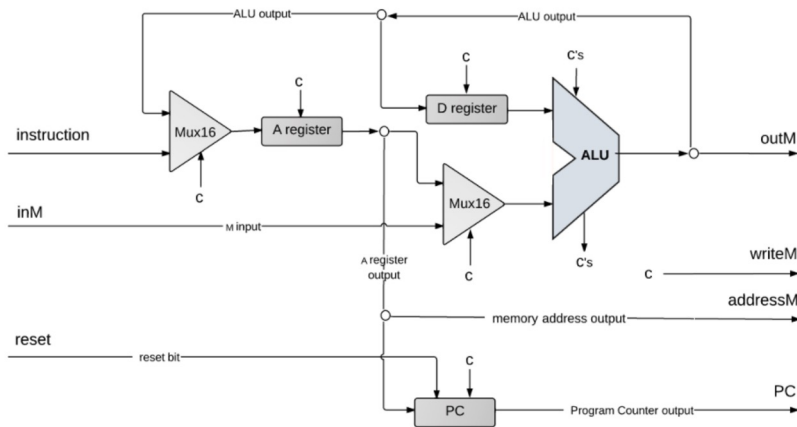 ALU output
ALU output
c
c
c's
instruction
Mux16
A register
D register
ALU
outM
c
Mux16
inM
M input
A register
output
c
c's
c
writeM
addressM
memory address output
reset
reset bit
c
PC
Program Counter output
PC